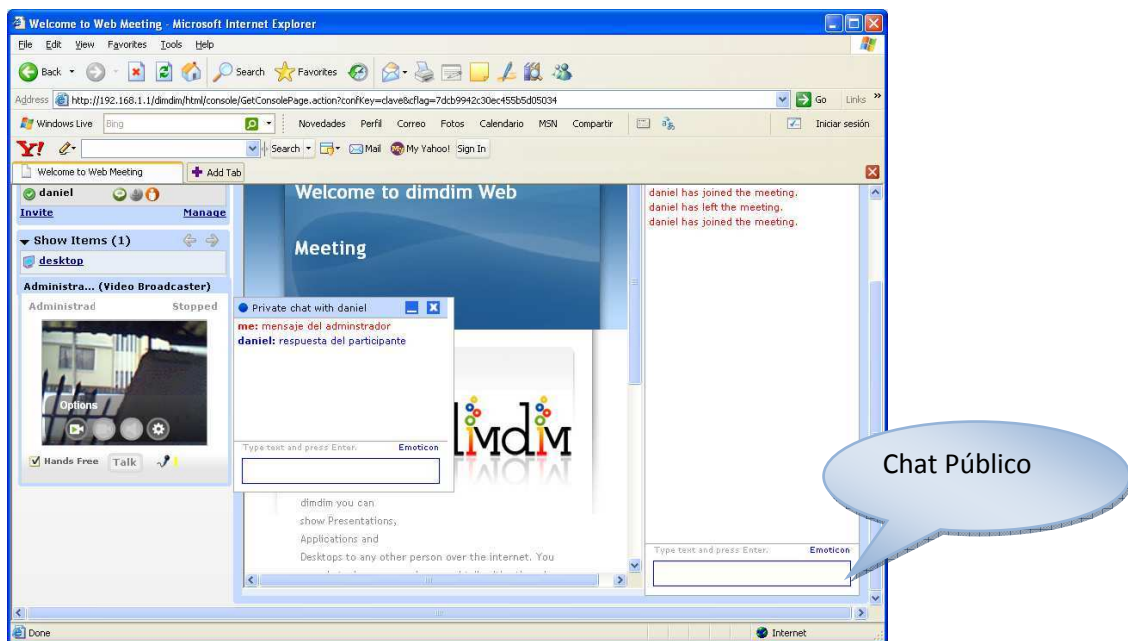 Welcome to Web Meeting - Microsoft Internet Explorer
File Edit View Favorites Tools Help
Back Search Favorites
Address http://192.168.1.1/dimdim/html/console/GetConsolePage.action?confKey=clave&cflag=7dcb9942c30ec455b5d05034 Go Links »
Windows Live Bing Novedades Perfil Correo Fotos Calendario MSN Compartir Iniciar sesión
Y! Search Mail My Yahoo! Sign In
Welcome to Web Meeting Add Tab
daniel
Invite Manage
Show Items (1)
desktop
Administra... (Video Broadcaster)
Administrad Stopped
Options
Hands Free Talk
Welcome to dimdim Web
Meeting
Private chat with daniel
me: mensaje del adminstrador
daniel: respuesta del participante
Type text and press Enter. Emoticon
dimdim
dimdim you can
show Presentations,
Applications and
Desktops to any other person over the internet. You
daniel has joined the meeting.
daniel has left the meeting.
daniel has joined the meeting.
Type text and press Enter. Emoticon
Chat Público
Done Internet